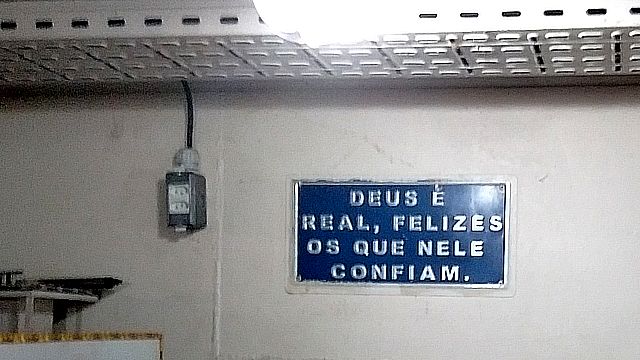 DEUS É
REAL, FELIZES
OS QUE NELE
CONFIAM.